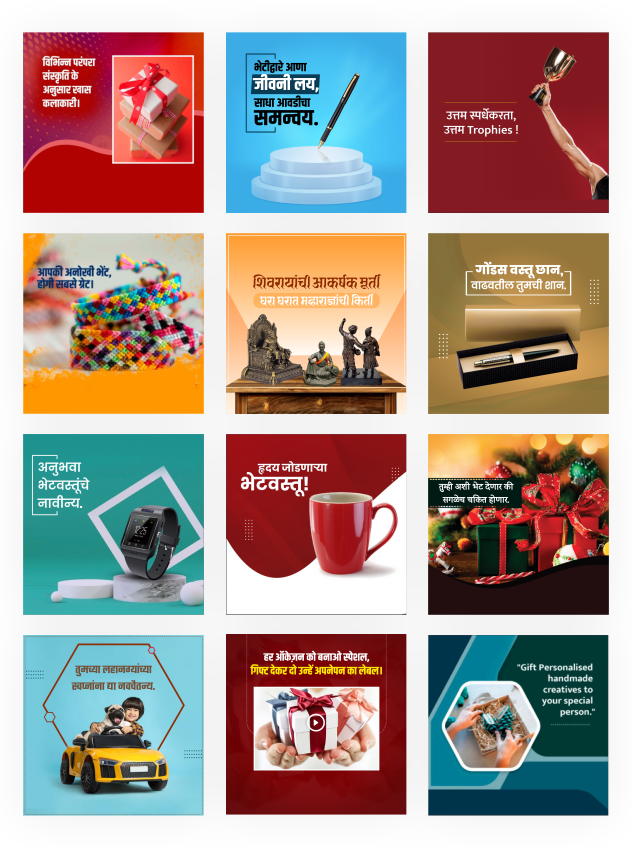 विभिन्न परंपरा
संस्कृति के
अनुसार खास
कलाकारी।
भेटीद्वारे आणा
जीवनी लय,
साधा आवडीचा
समन्वय.
उत्तम स्पर्धेकरता,
उत्तम Trophies !
आपकी अनोखी भेंट,
होगी सबसे ग्रेट।
शिवरायांची आकर्षक मूर्ती
घरा घरात महाराजांची किर्ती
गोंडस वस्तू छान,
वाढवतील तुमची शान.
अनुभवा
भेटवस्तूंचे
नावीन्य.
हृदय जोडणाऱ्या
भेटवस्तू!
तुम्ही अशी भेट देणार की
सगळेच चकित होणार.
तुमच्या लहानग्यांच्या
स्वप्नांना द्या नवचैतन्य.
हर ऑकेज़न को बनाओ स्पेशल,
गिफ्ट देकर दो उन्हें अपनेपन का लेबल।
"Gift Personalised
handmade
creatives to
your special
person."